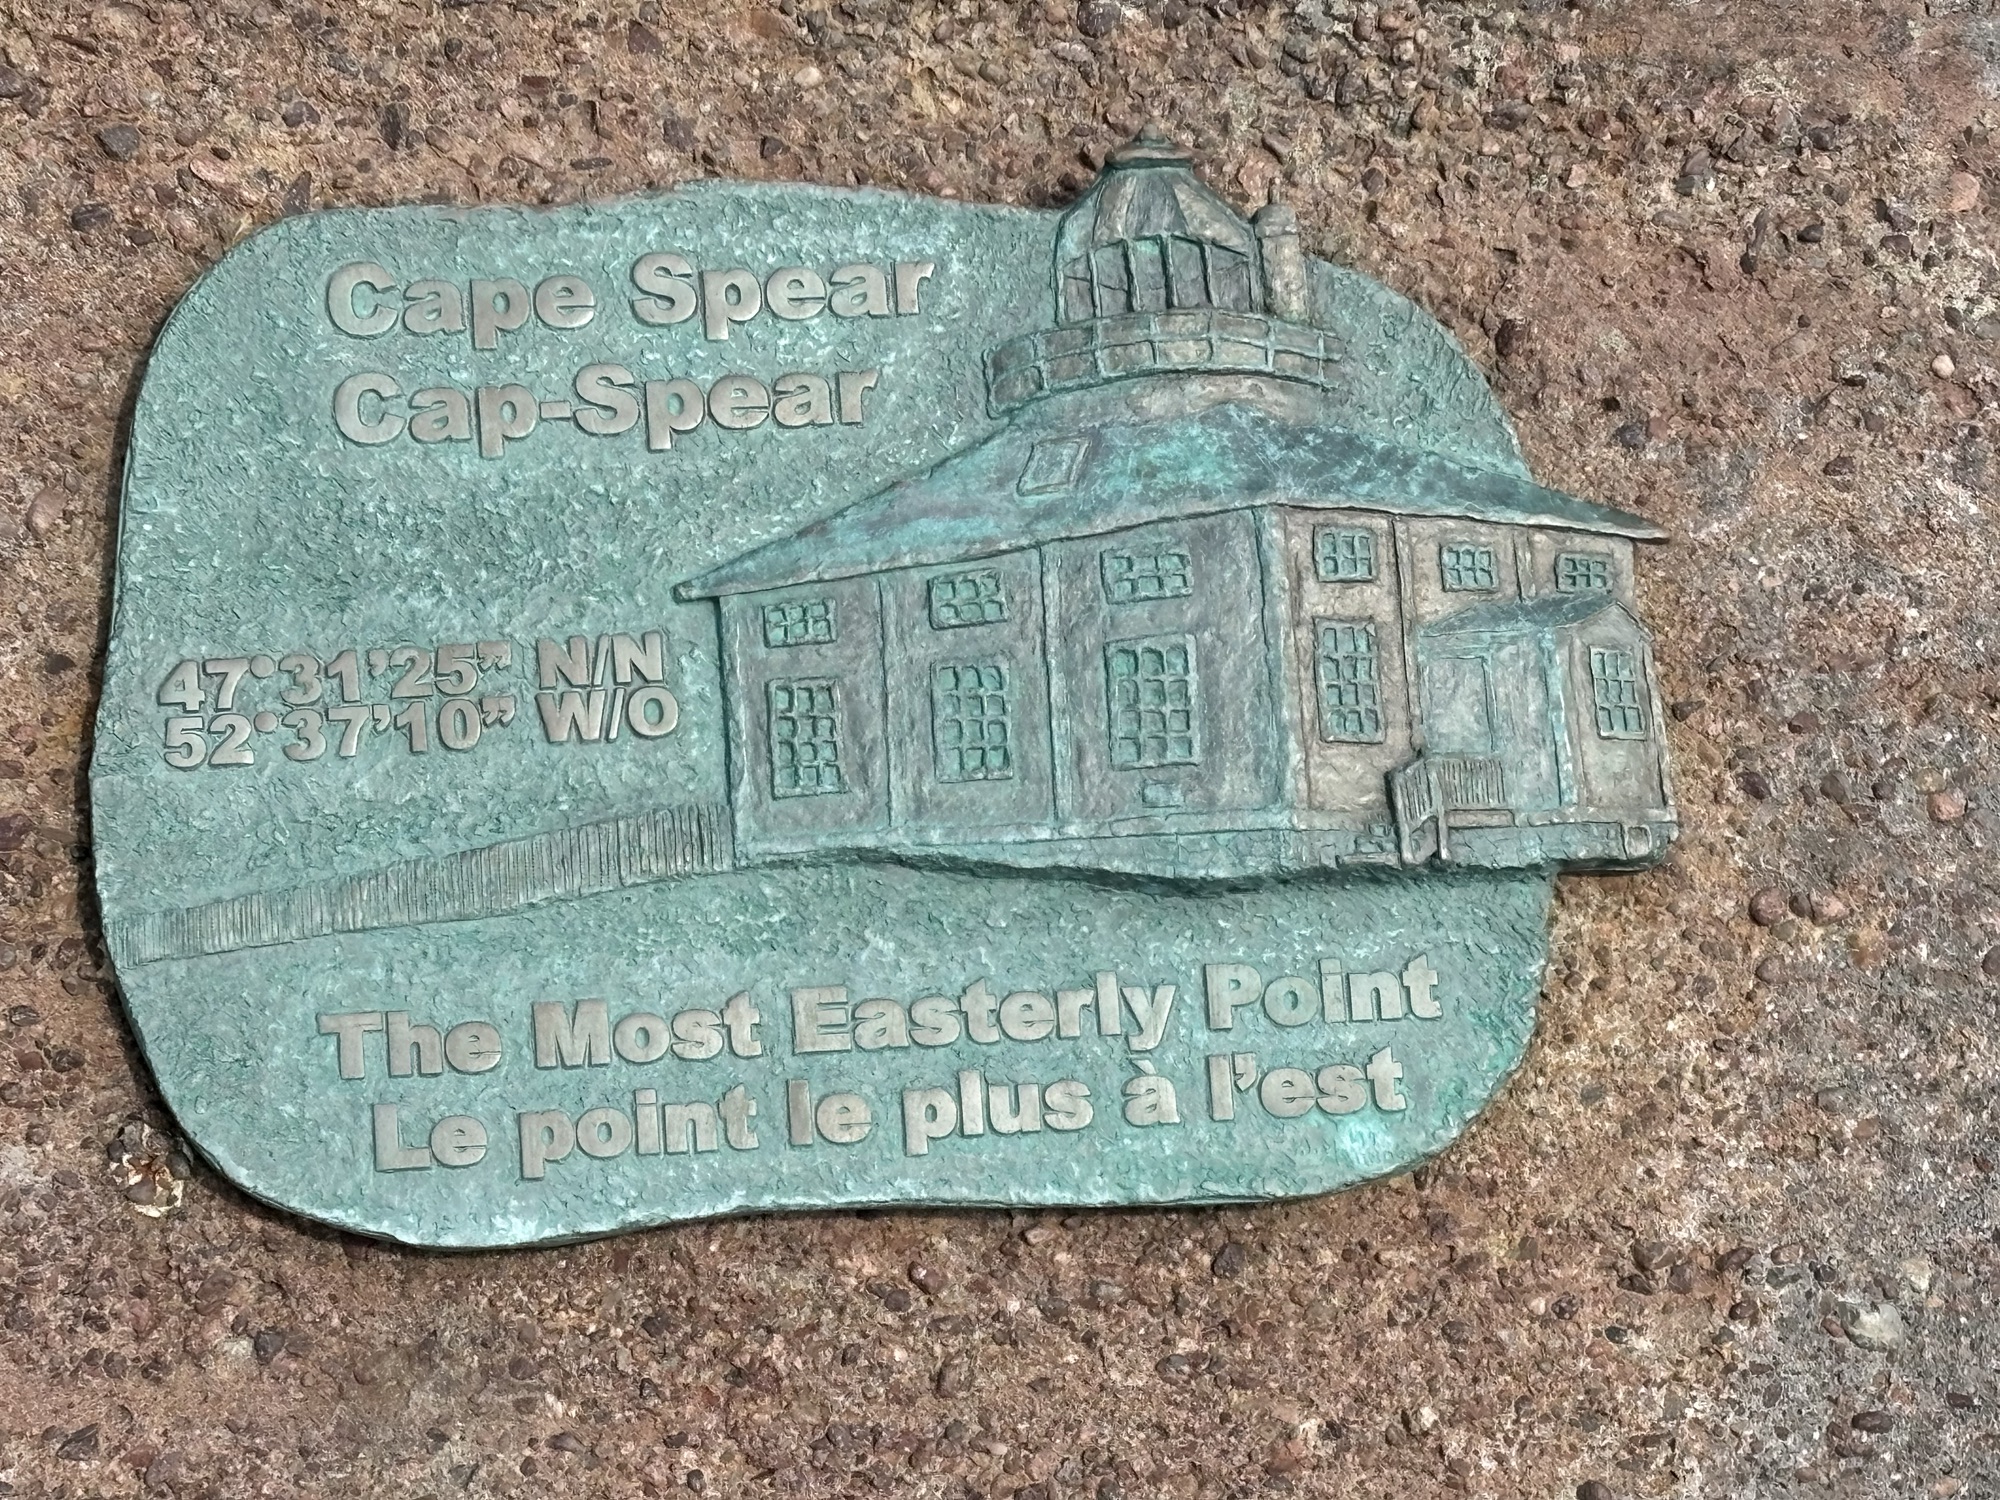 Cape Spear
Cap-Spear
47°31’25” N/N
52°37’10” W/O
The Most Easterly Point
Le point le plus à l’est